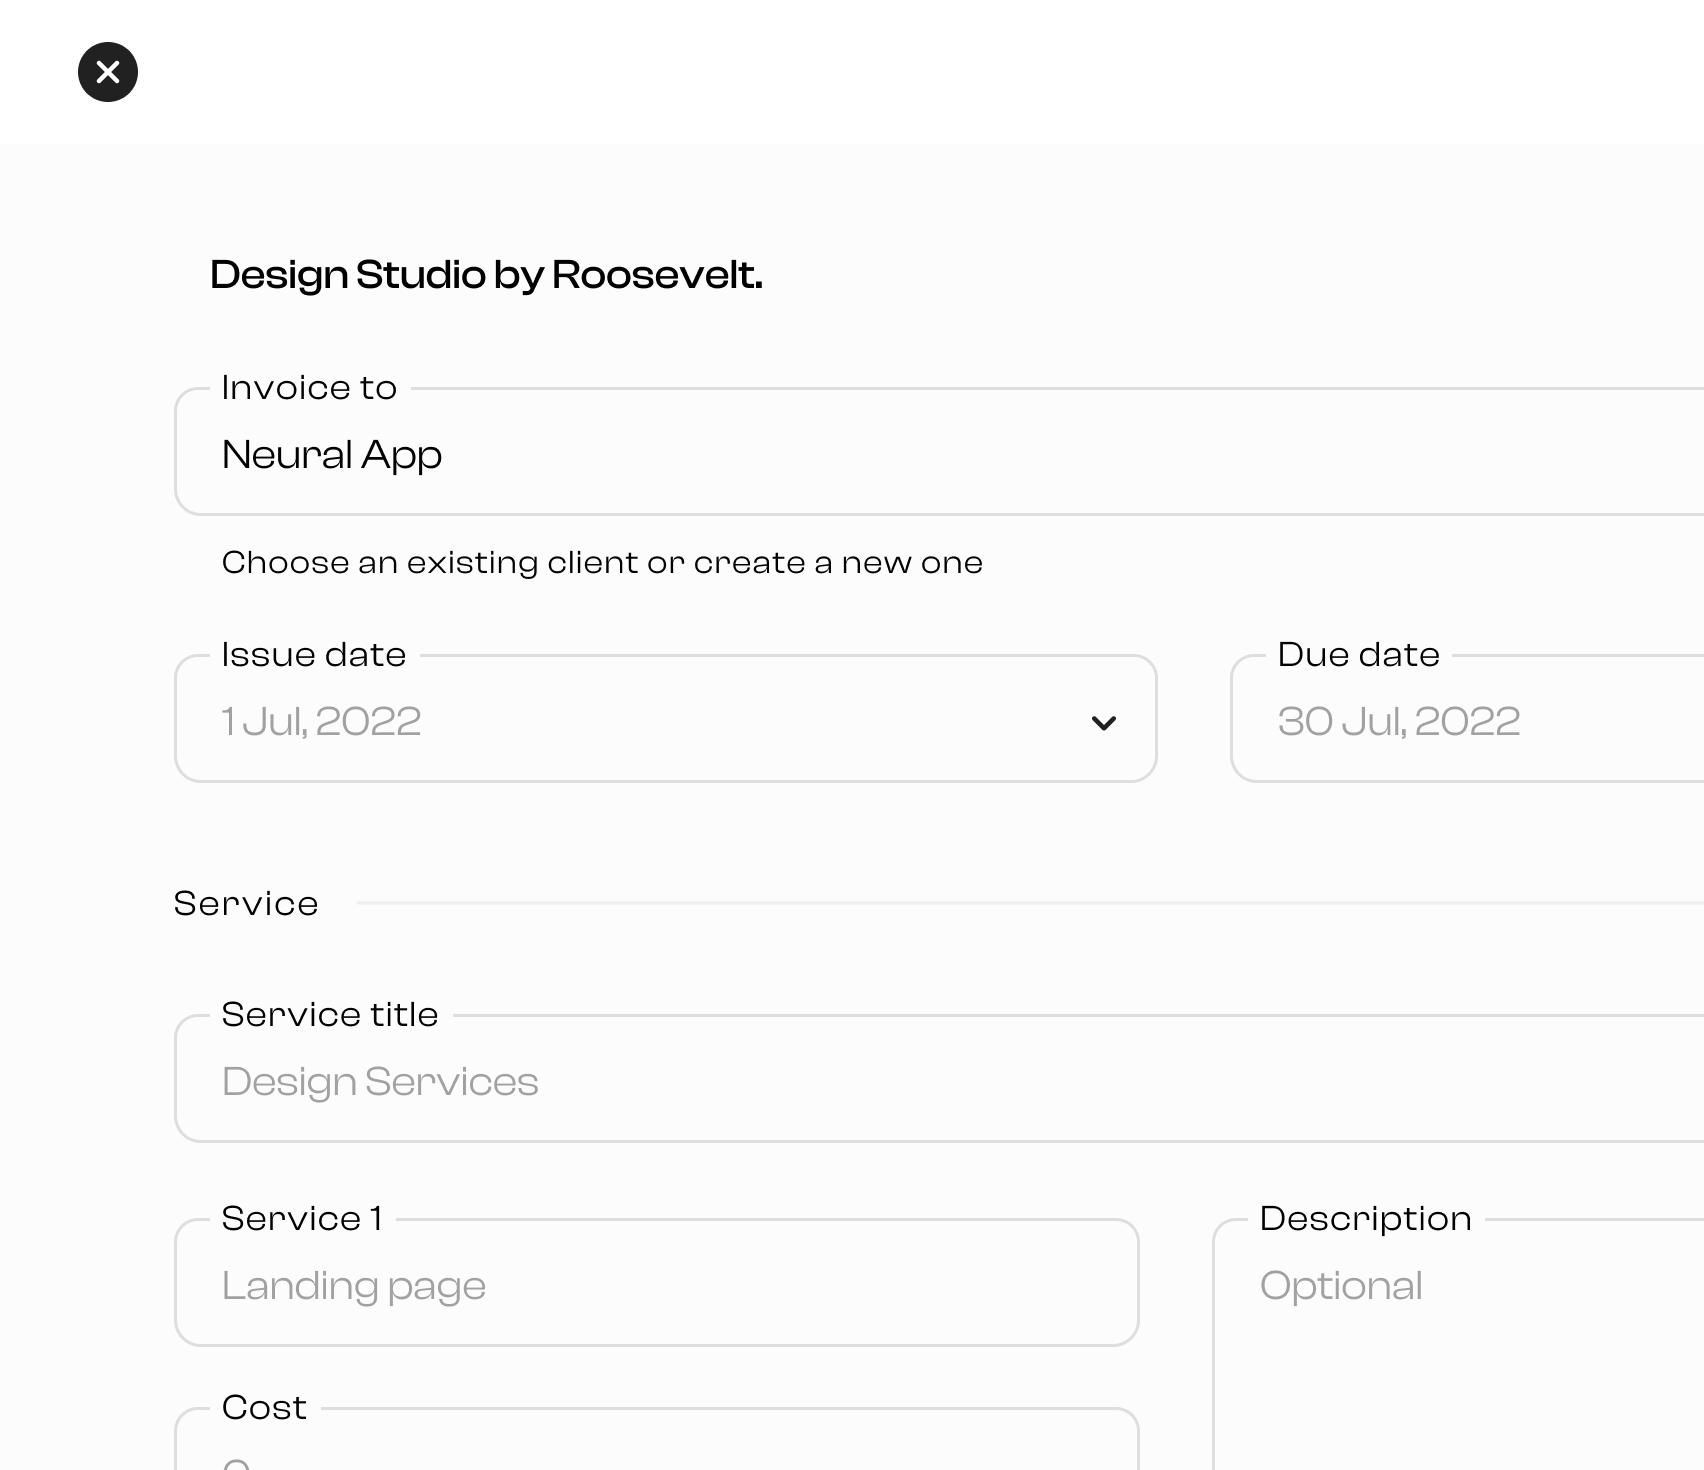 Design Studio by Roosevelt.
Invoice to
Neural App
Choose an existing client or create a new one
Issue date
1 Jul, 2022
Due date
30 Jul, 2022
Service
Service title
Design Services
Service 1
Landing page
Description
Optional
Cost